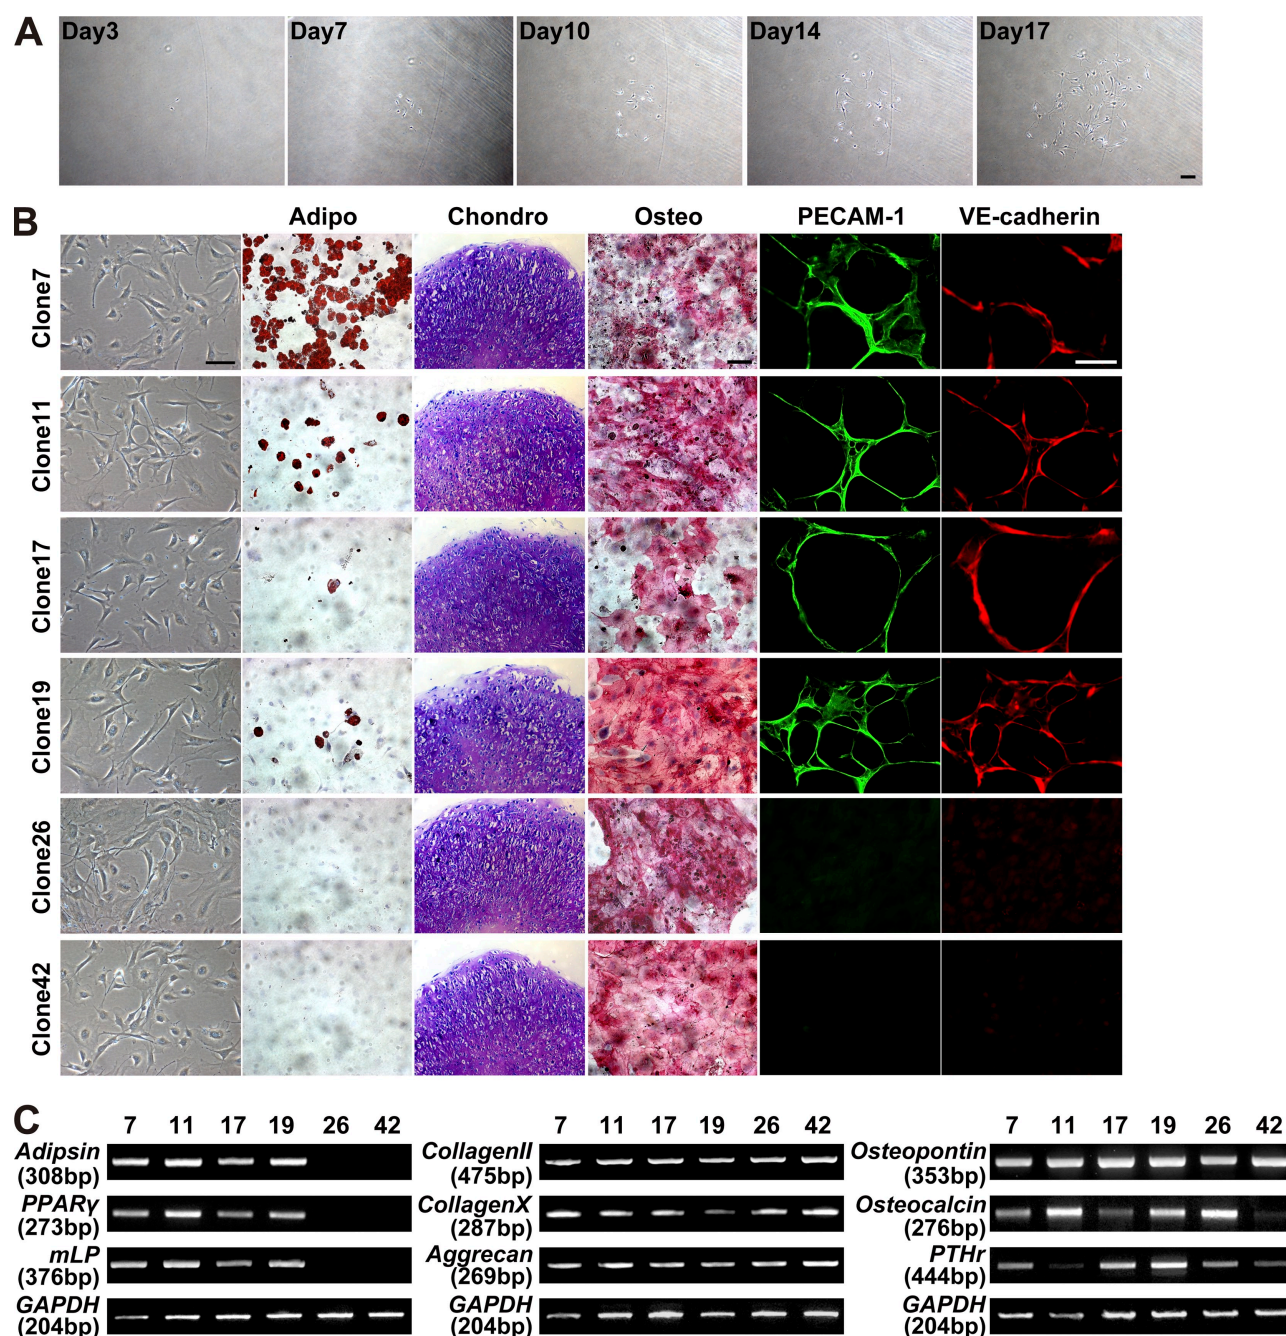 A
Day3 Day7 Day10 Day14 Day17
B
Adipo Chondro Osteo PECAM-1 VE-cadherin
Clone7
Clone11
Clone17
Clone19
Clone26
Clone42
C
7 11 17 19 26 42
Adipsin
(308bp)
PPARγ
(273bp)
mLP
(376bp)
GAPDH
(204bp)
7 11 17 19 26 42
CollagenII
(475bp)
CollagenX
(287bp)
Aggrecan
(269bp)
GAPDH
(204bp)
7 11 17 19 26 42
Osteopontin
(353bp)
Osteocalcin
(276bp)
PTHr
(444bp)
GAPDH
(204bp)